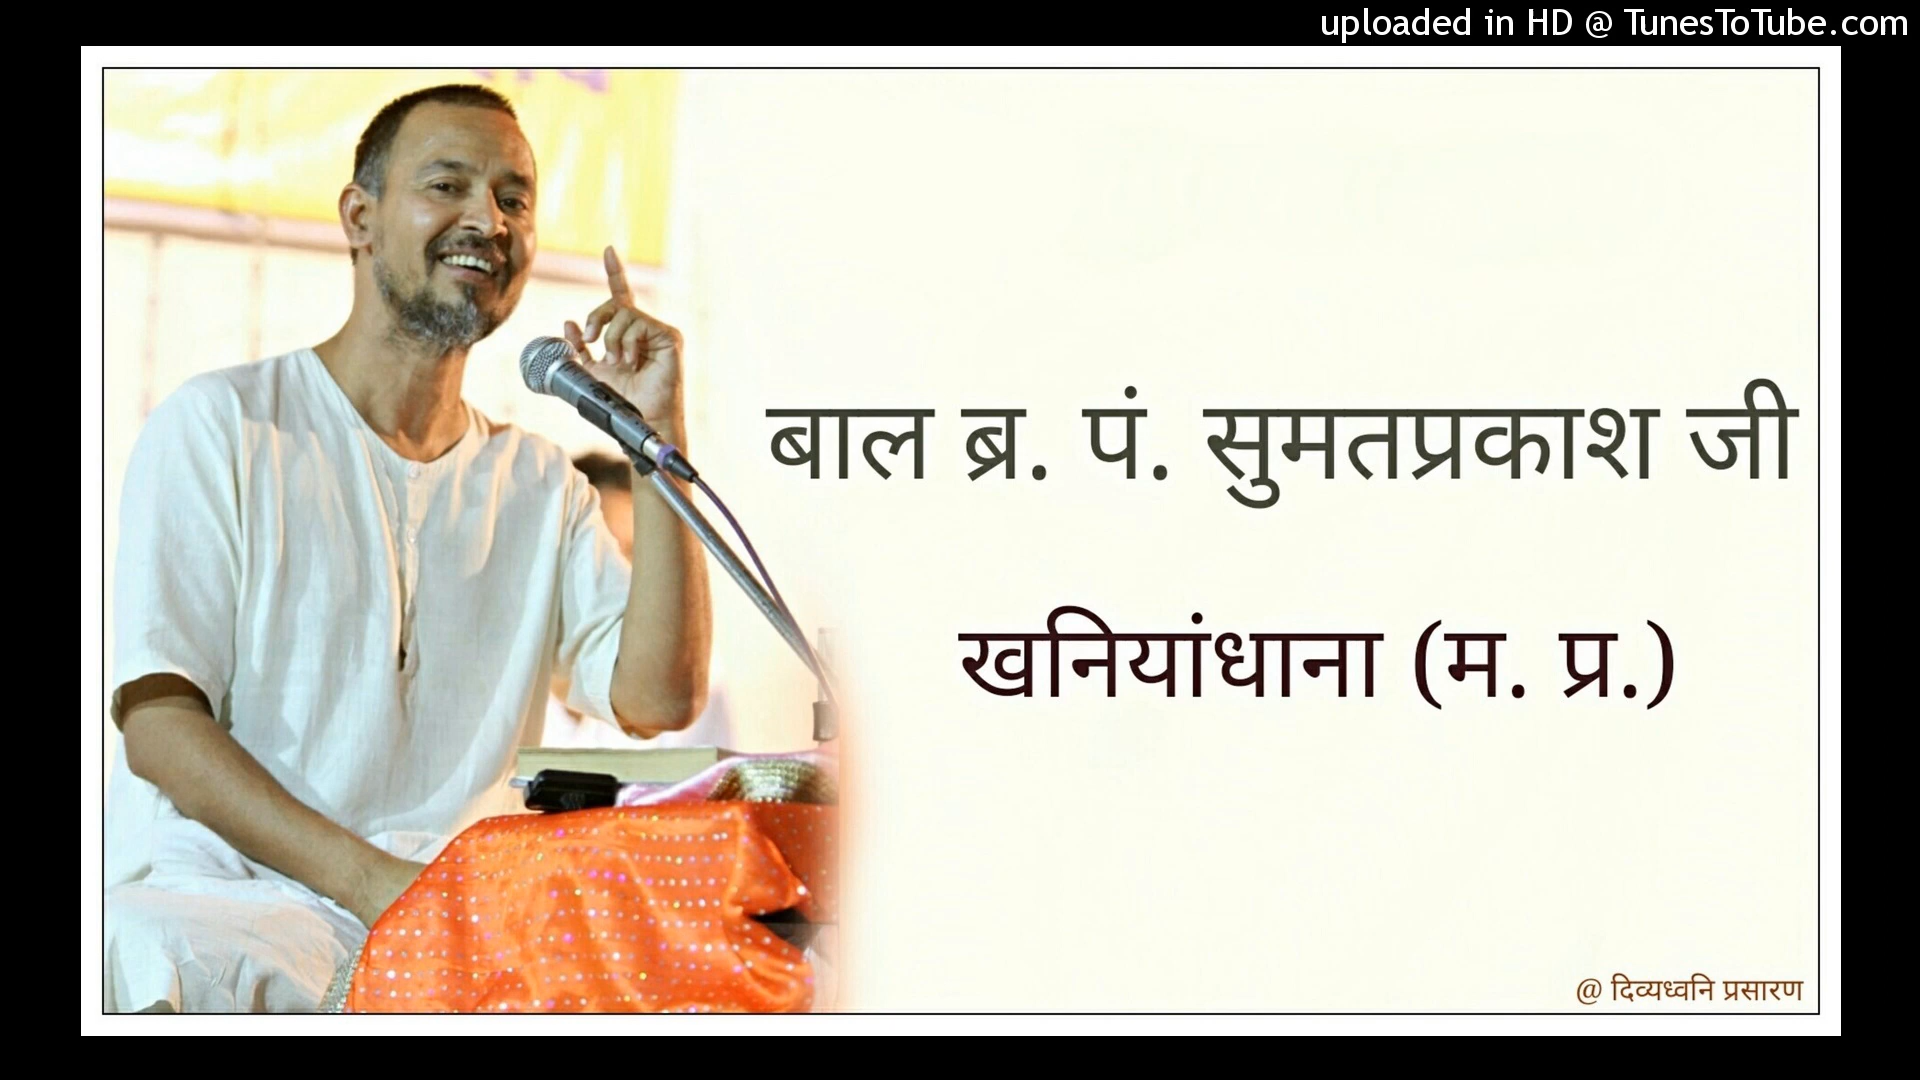 uploaded in HD @ TunesToTube.com
बाल ब्र. पं. सुमतप्रकाश जी
खनियांधाना (म. प्र.)
@ दिव्यध्वनि प्रसारण